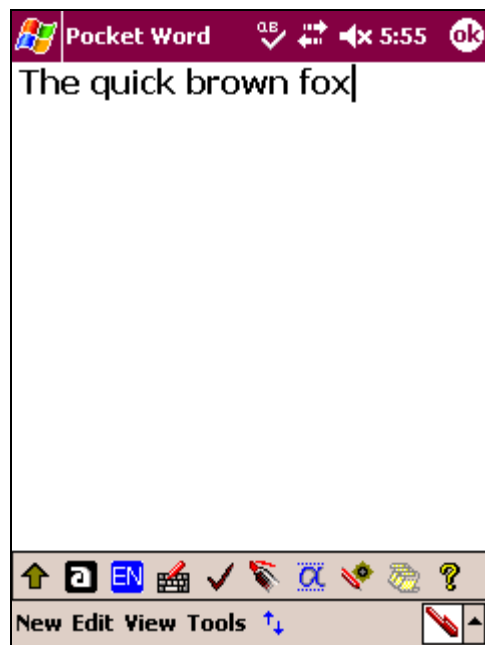 Pocket Word 5:55 ok
The quick brown fox
a EN α ?
New Edit View Tools